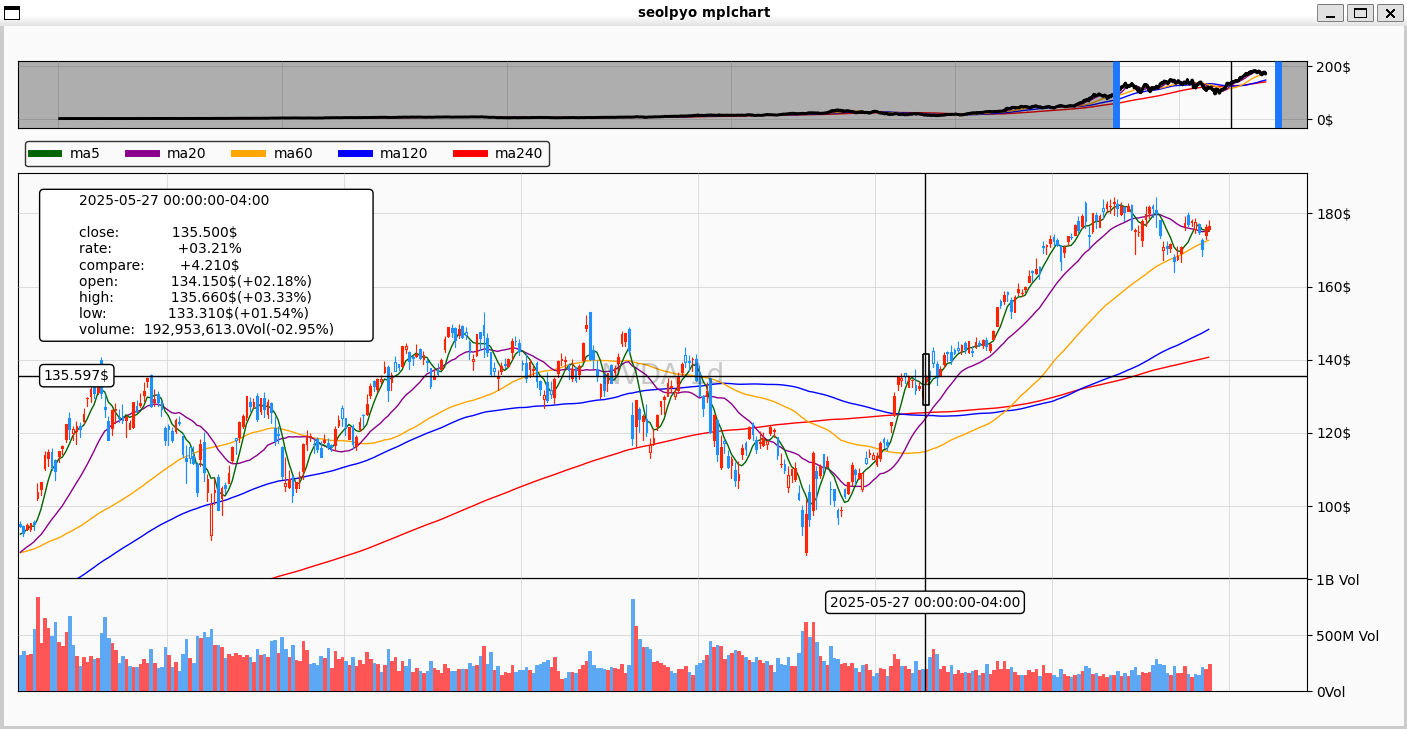 seolpyo mplchart
200$
0$
ma5 ma20 ma60 ma120 ma240
2025-05-27 00:00:00-04:00
close: 135.500$
rate: +03.21%
compare: +4.210$
open: 134.150$(+02.18%)
high: 135.660$(+03.33%)
low: 133.310$(+01.54%)
volume: 192,953,613.0Vol(-02.95%)
180$
160$
140$
135.597$
120$
100$
1B Vol
2025-05-27 00:00:00-04:00
500M Vol
0Vol